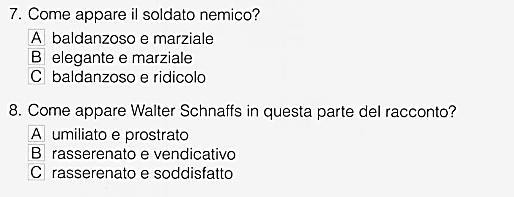 7. Come appare il soldato nemico?
A baldanzoso e marziale
B elegante e marziale
C baldanzoso e ridicolo
8. Come appare Walter Schnaffs in questa parte del racconto?
A umiliato e prostrato
B rasserenato e vendicativo
C rasserenato e soddisfatto